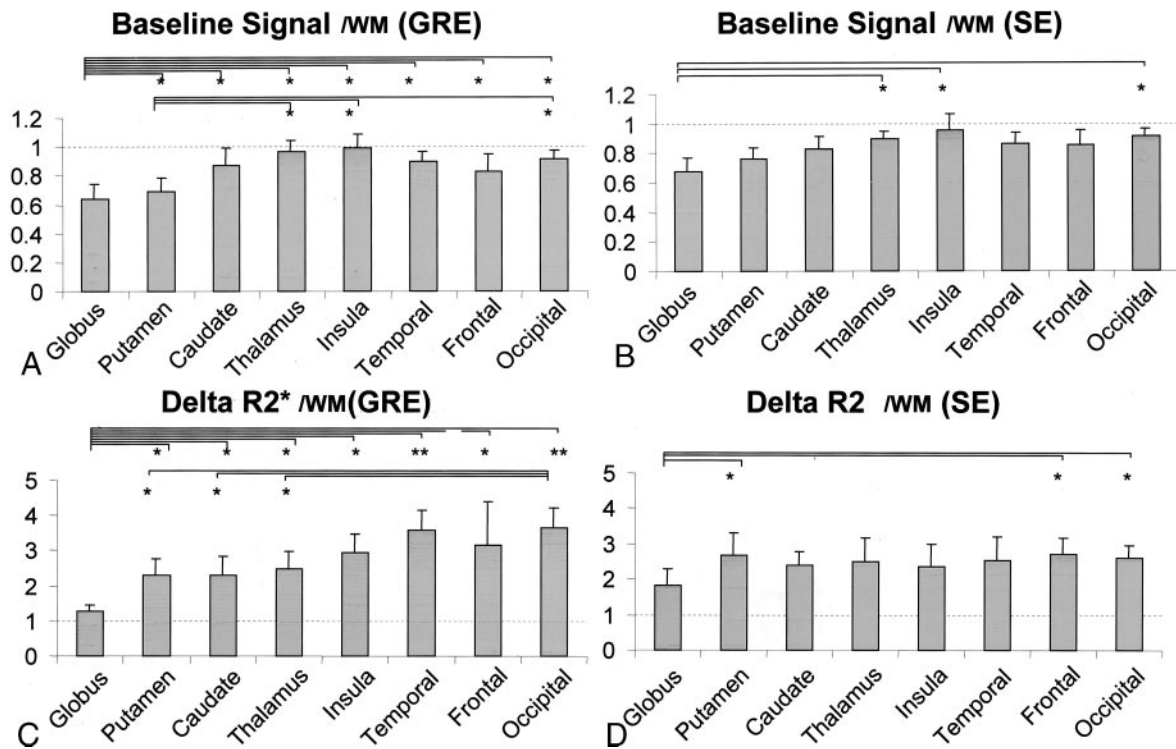 Baseline Signal /WM (GRE)
* * * * * * *
* * *
1.2
1
0.8
0.6
0.4
0.2
0
Globus
Putamen
Caudate
Thalamus
Insula
Temporal
Frontal
Occipital
A
Baseline Signal /WM (SE)
* * *
1.2
1
0.8
0.6
0.4
0.2
0
Globus
Putamen
Caudate
Thalamus
Insula
Temporal
Frontal
Occipital
B
Delta R2* /WM(GRE)
* * * * ** * **
* * *
5
4
3
2
1
0
Globus
Putamen
Caudate
Thalamus
Insula
Temporal
Frontal
Occipital
C
Delta R2 /WM (SE)
* * *
5
4
3
2
1
0
Globus
Putamen
Caudate
Thalamus
Insula
Temporal
Frontal
Occipital
D